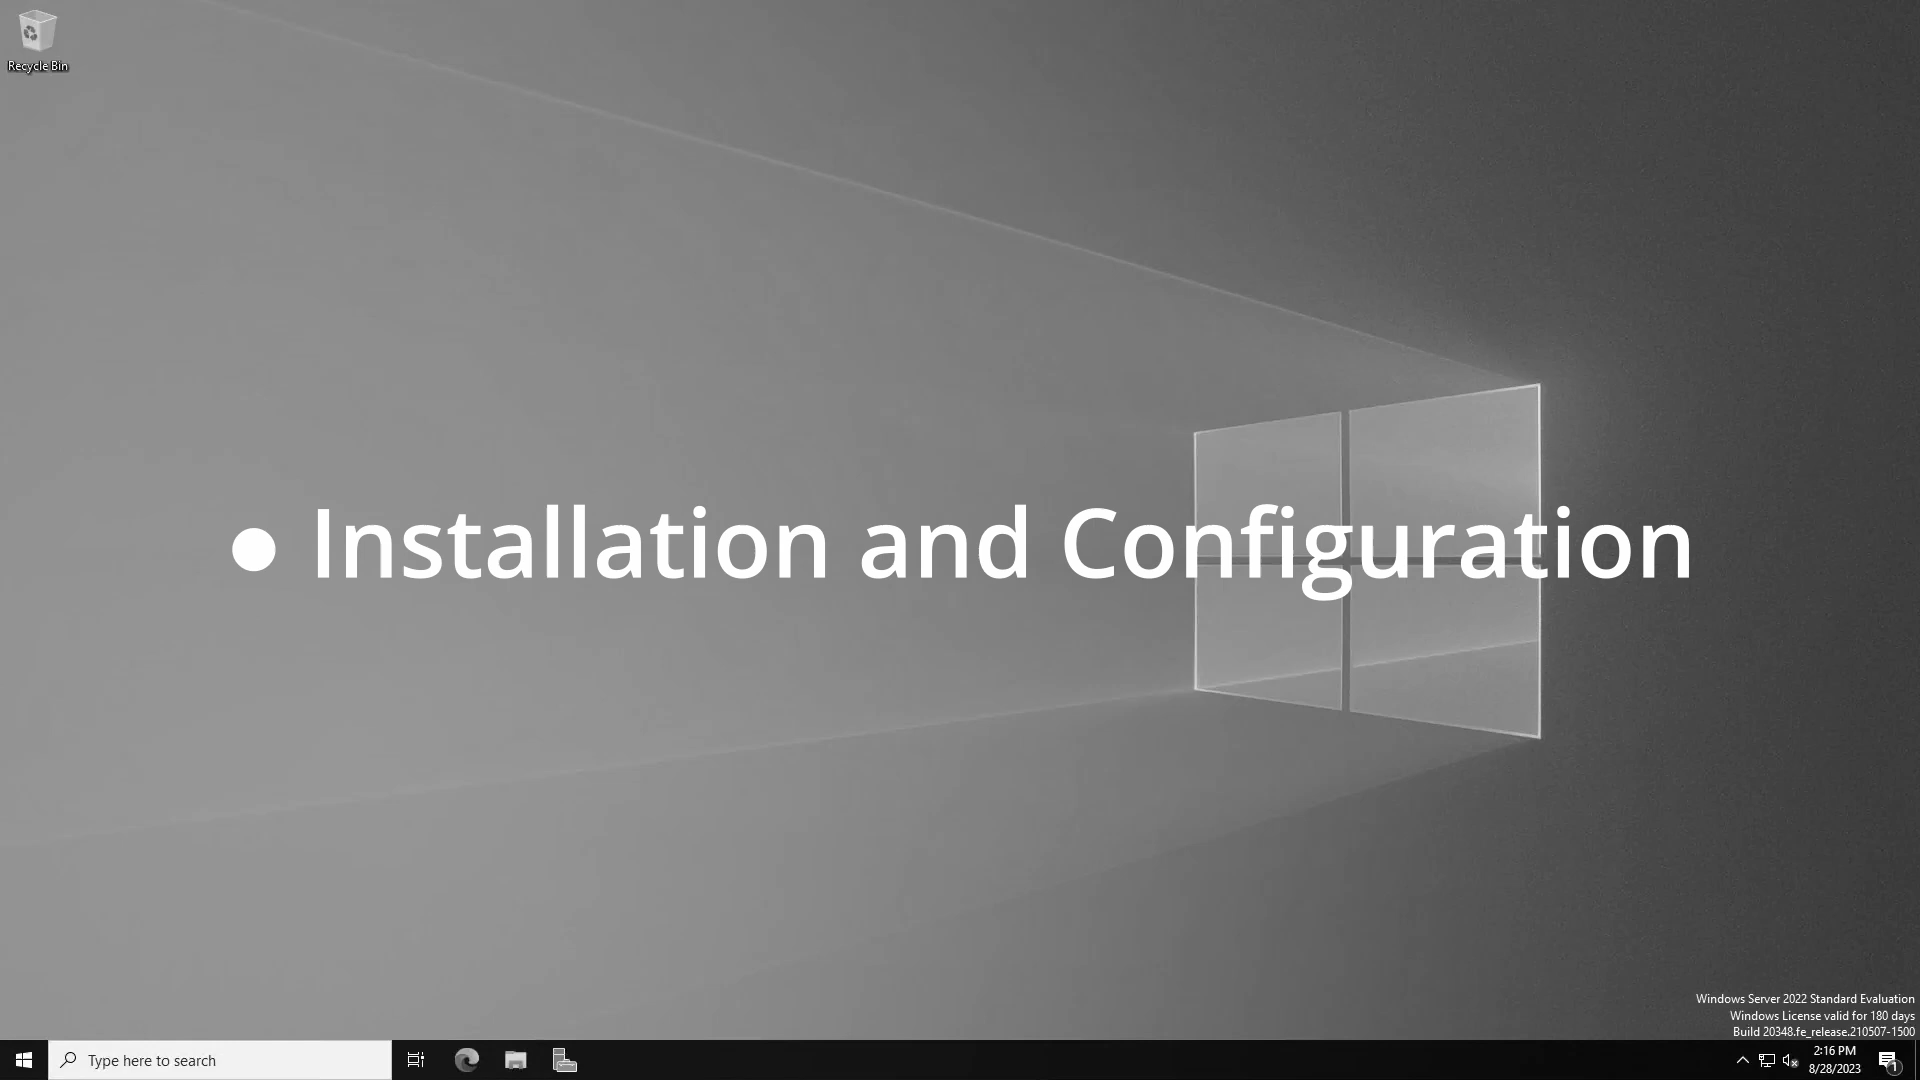 Recycle Bin
• Installation and Configuration
Windows Server 2022 Standard Evaluation
Windows License valid for 180 days
Build 20348.fe_release.210507-1500
Type here to search
2:16 PM
8/28/2023
1